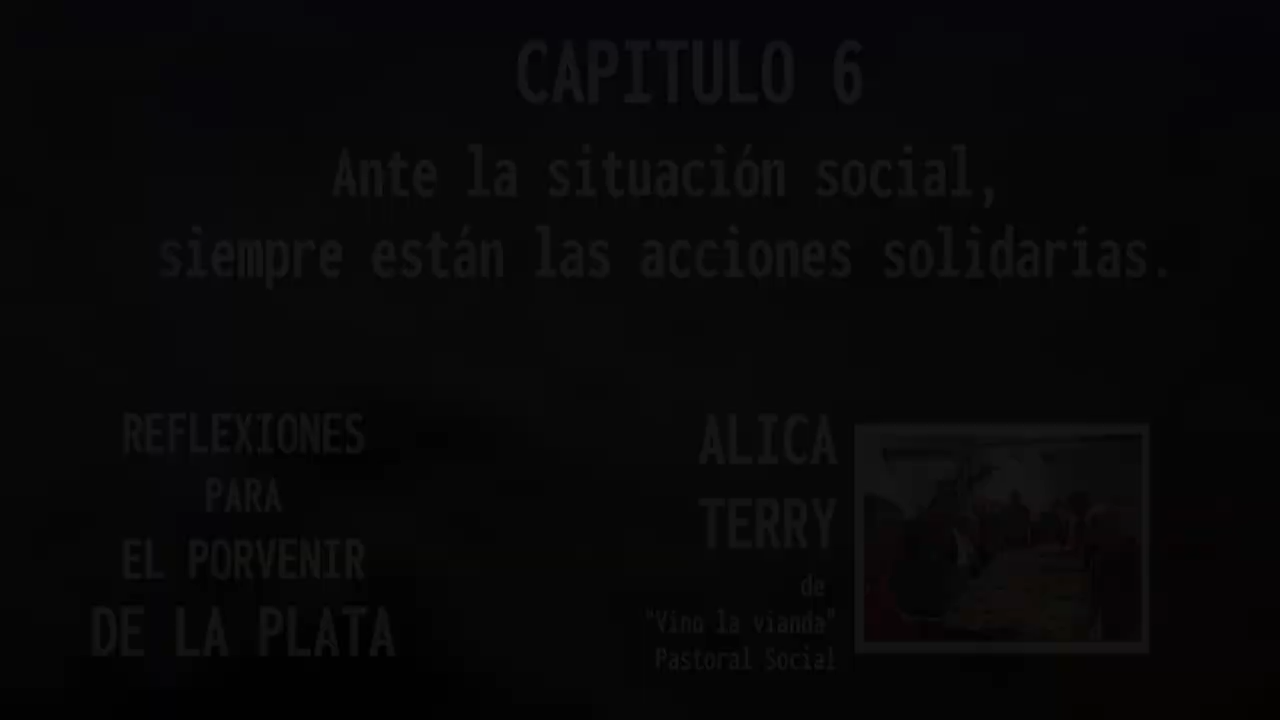 CAPITULO 6
Ante la situación social,
siempre están las acciones solidarias.
REFLEXIONES
PARA
EL PORVENIR
DE LA PLATA
ALICA
TERRY
de
"Vino la vianda"
Pastoral Social